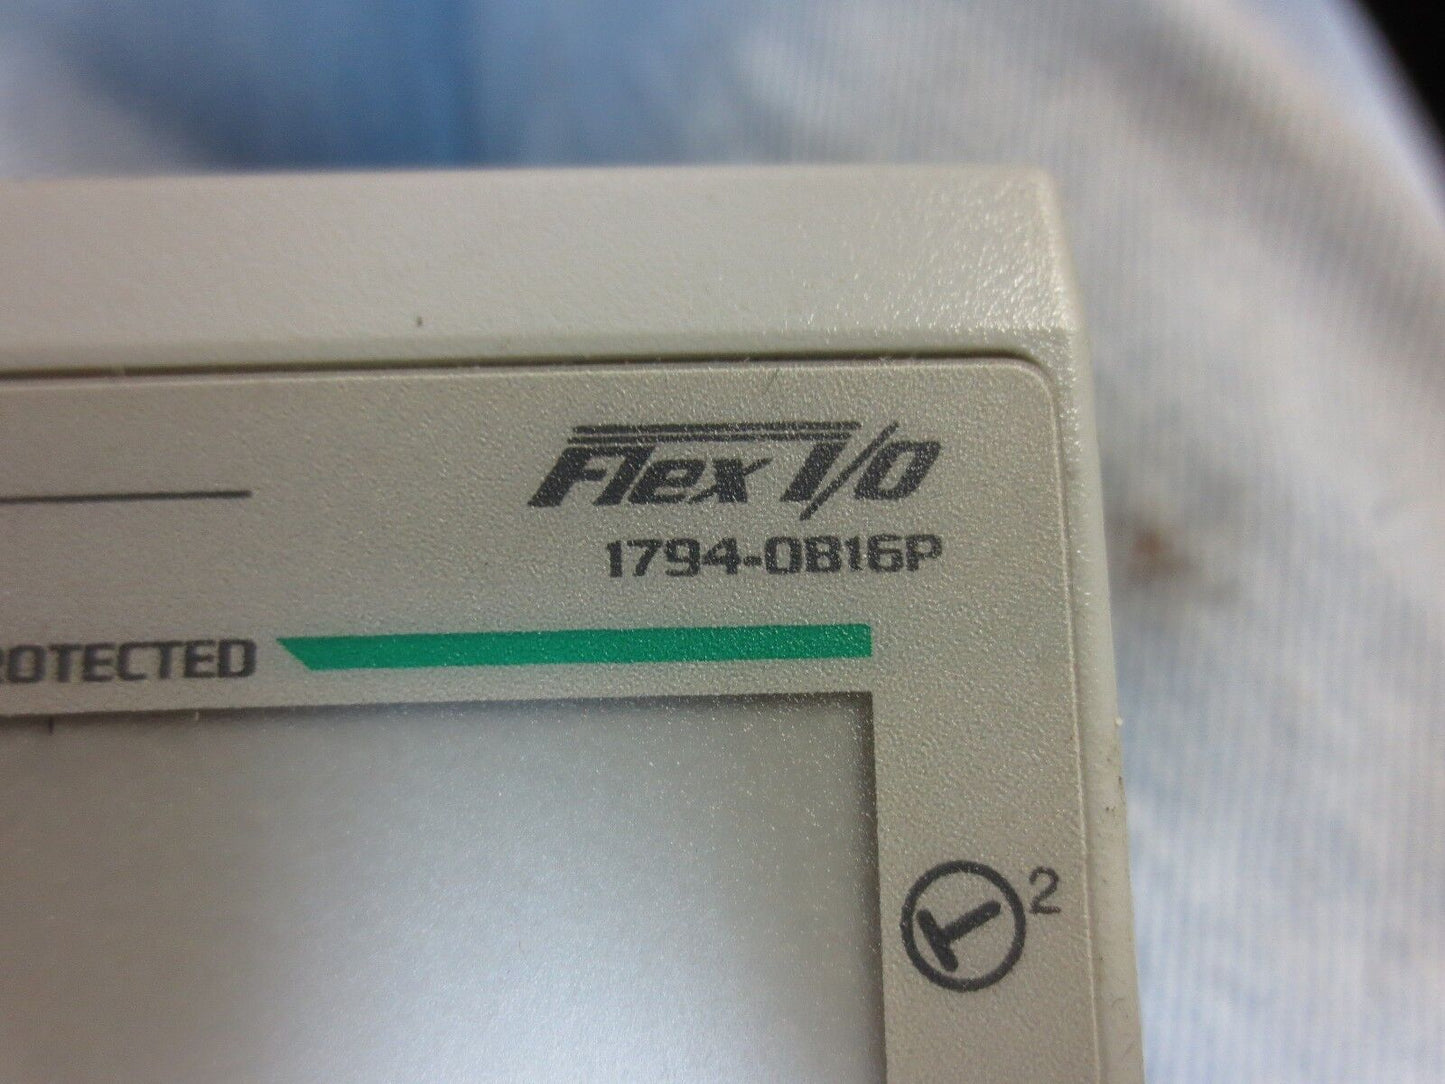 Flex I/O
1794-OB16P
ROTECTED
2